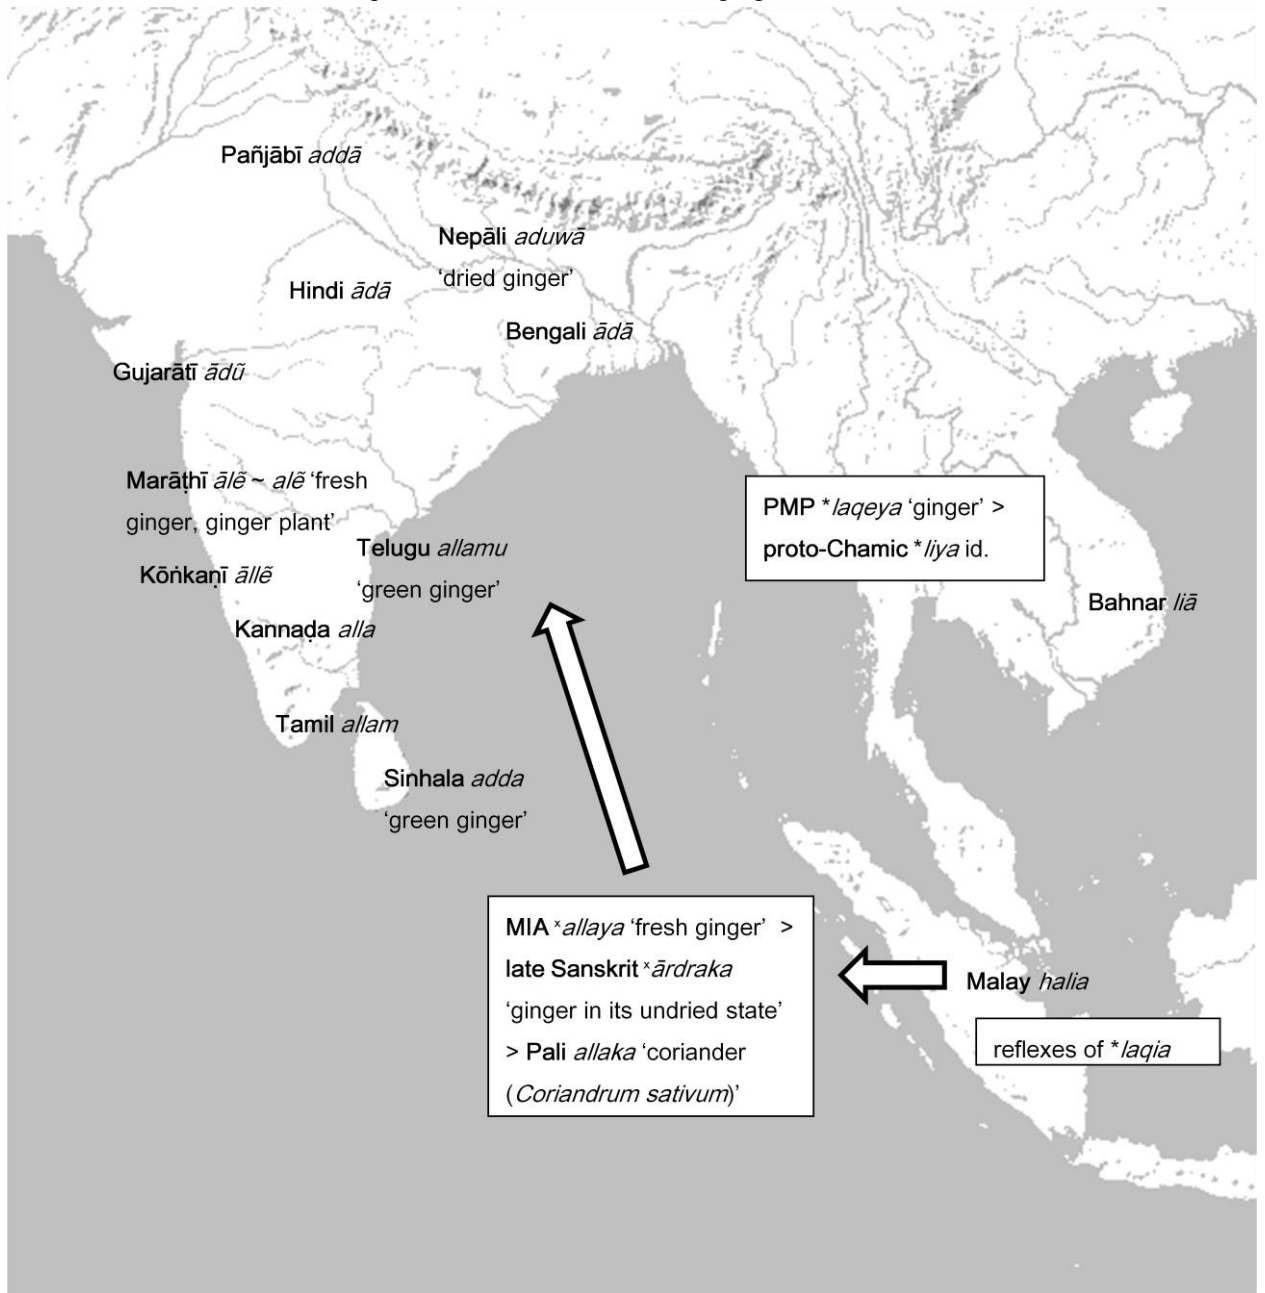 Pañjābī addā
Nepāli aduwā
‘dried ginger’
Hindi ādā
Bengali ādā
Gujarātī ādũ
Marāṭhī ālẽ ~ alẽ ‘fresh
ginger, ginger plant’
Telugu allamu
‘green ginger’
Kōṅkaṇī āllẽ
Kannaḍa alla
Tamil allam
Sinhala adda
‘green ginger’
PMP *laqeya ‘ginger’ >
proto-Chamic *liya id.
Bahnar liā
MIA ˣallaya ‘fresh ginger’ >
late Sanskrit ˣārdraka
‘ginger in its undried state’
> Pali allaka ‘coriander
(Coriandrum sativum)’
Malay halia
reflexes of *laqia